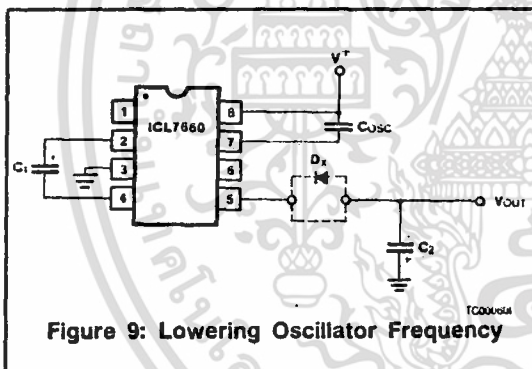 V+
ICL7660
1
2
3
4
8
7
6
5
COSC
C1
DX
VOUT
C2
Figure 9: Lowering Oscillator Frequency